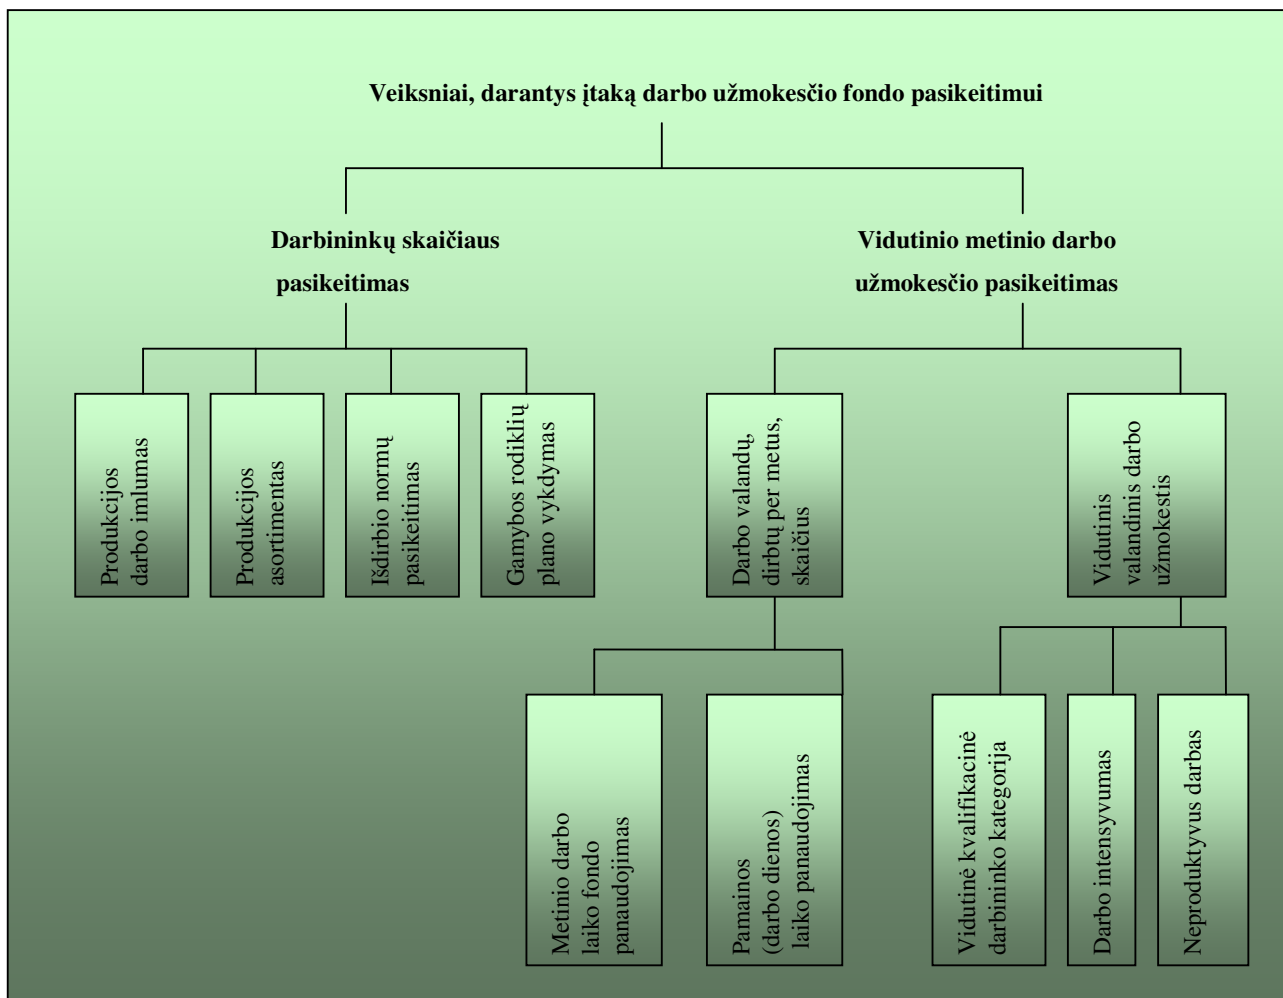 Veiksniai, darantys įtaką darbo užmokesčio fondo pasikeitimui
Darbininkų skaičiaus
pasikeitimas
Vidutinio metinio darbo
užmokesčio pasikeitimas
Produkcijos
darbo imlumas
Produkcijos
asortimentas
Išdirbio normų
pasikeitimas
Gamybos rodiklių
plano vykdymas
Darbo valandų,
dirbtų per metus,
skaičius
Vidutinis
valandinis darbo
užmokestis
Metinio darbo
laiko fondo
panaudojimas
Pamainos
(darbo dienos)
laiko panaudojimas
Vidutinė kvalifikacinė
darbininko kategorija
Darbo intensyvumas
Neproduktyvus darbas